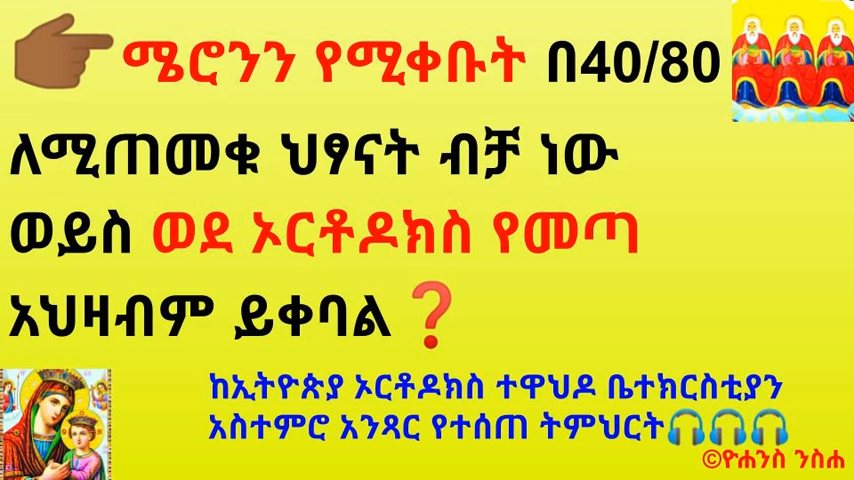 ሜሮንን የሚቀቡት በ40/80
ለሚጠመቁ ህፃናት ብቻ ነው
ወይስ ወደ ኦርቶዶክስ የመጣ
አህዛብም ይቀባል❓
ከኢትዮጵያ ኦርቶዶክስ ተዋህዶ ቤተክርስቲያን
አስተምሮ አንጻር የተሰጠ ትምህርት🎧🎧🎧
©ዮሐንስ ንስሐ